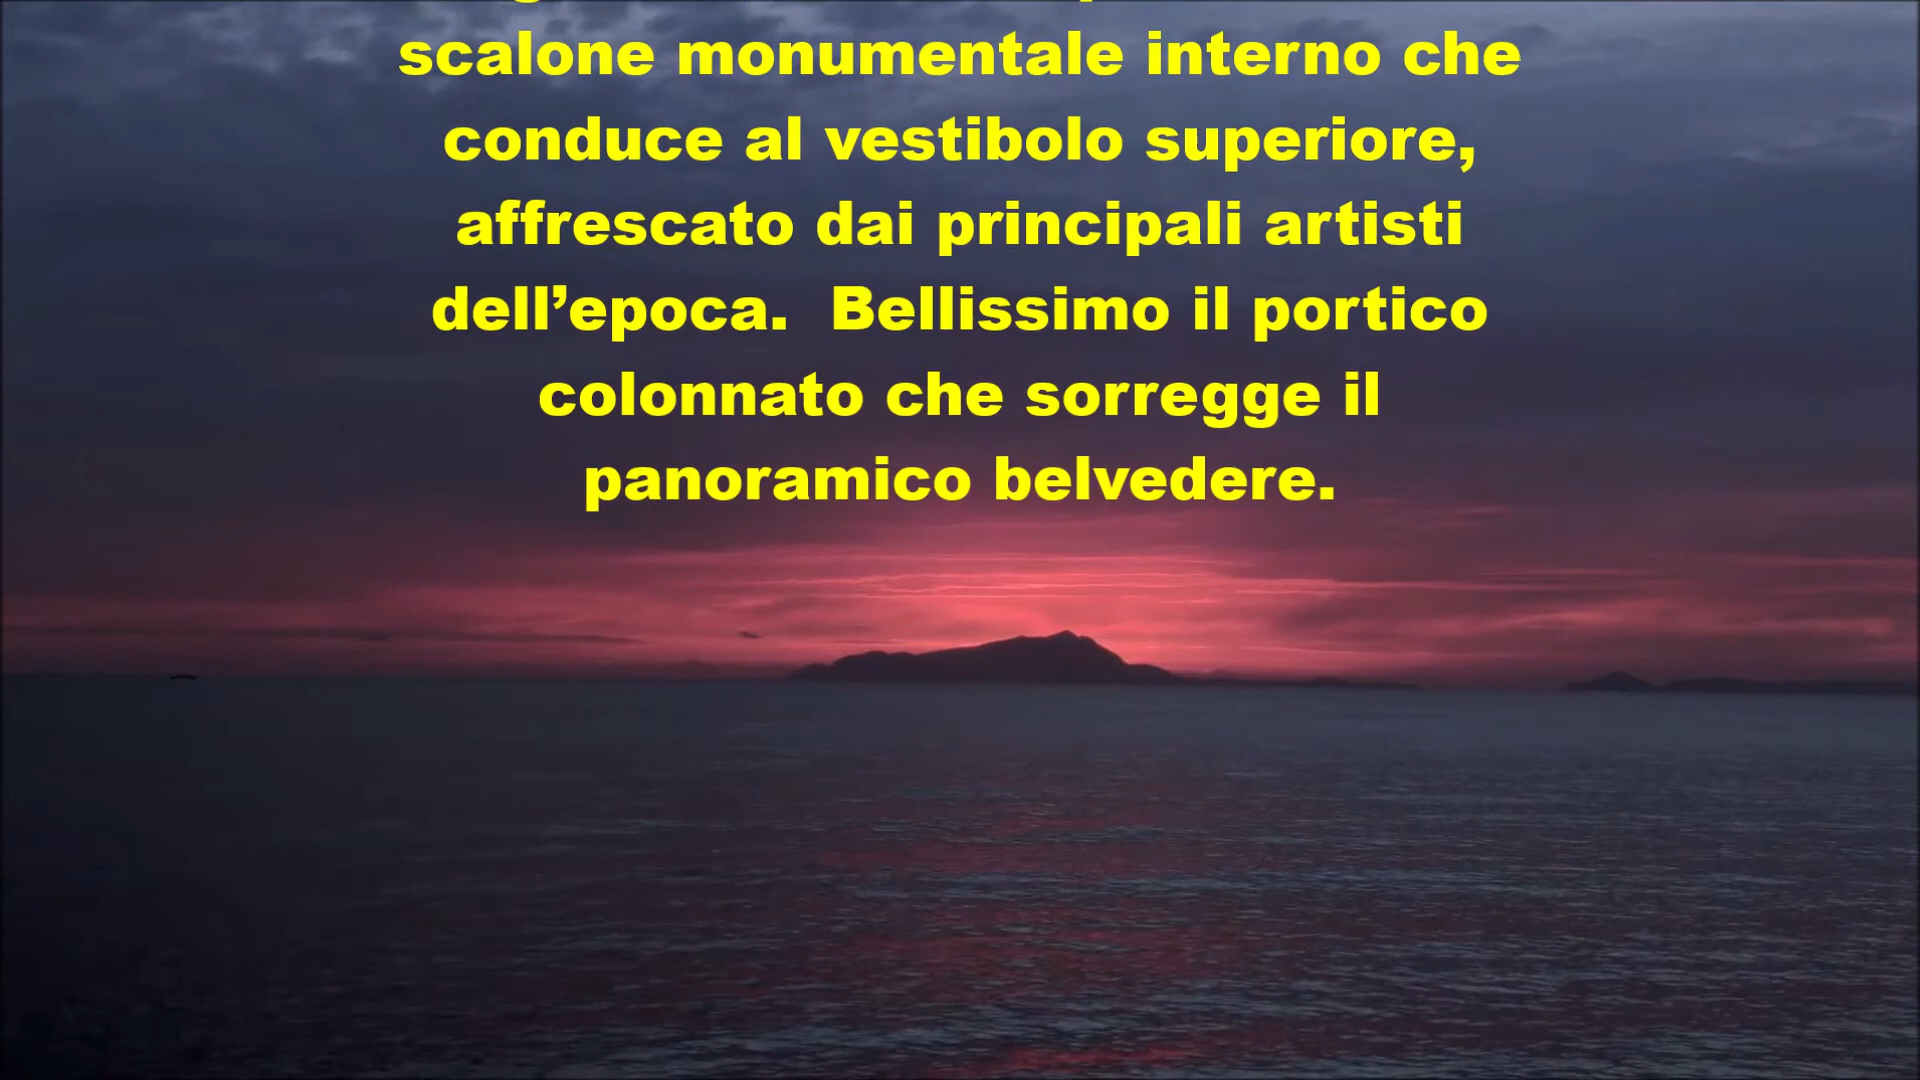 scalone monumentale interno che
conduce al vestibolo superiore,
affrescato dai principali artisti
dell’epoca.  Bellissimo il portico
colonnato che sorregge il
panoramico belvedere.